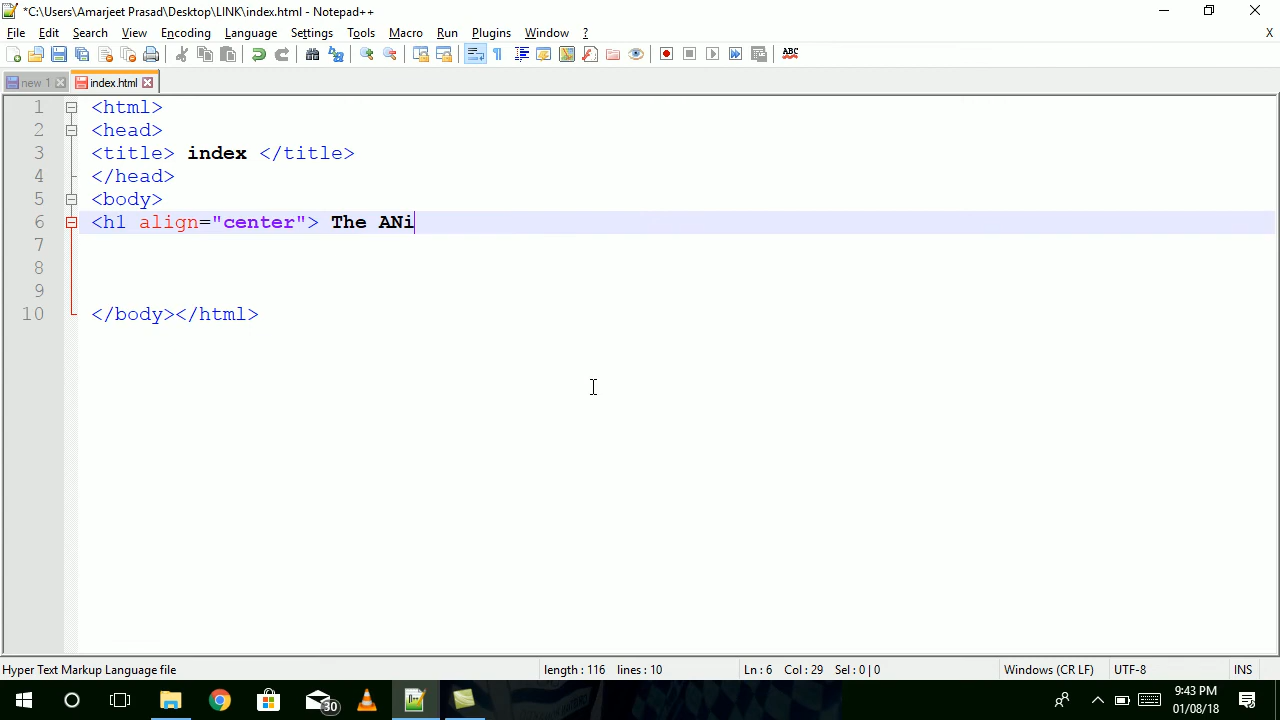 *C:\Users\Amarjeet Prasad\Desktop\LINK\index.html - Notepad++
File Edit Search View Encoding Language Settings Tools Macro Run Plugins Window ? X
new 1 index.html
1 <html>
2 <head>
3 <title> index </title>
4 </head>
5 <body>
6 <h1 align="center"> The ANi
7
8
9
10 </body></html>
Hyper Text Markup Language file length : 116 lines : 10 Ln : 6 Col : 29 Sel : 0 | 0 Windows (CR LF) UTF-8 INS
30
9:43 PM
01/08/18